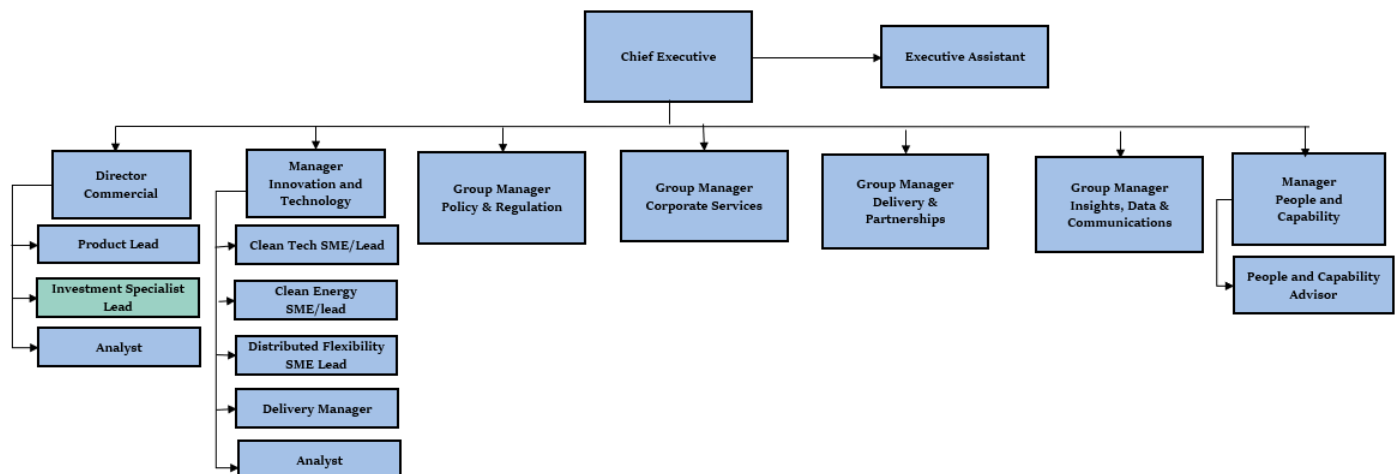 Chief Executive
Executive Assistant
Director
Commercial
Manager
Innovation and
Technology
Group Manager
Policy & Regulation
Group Manager
Corporate Services
Group Manager
Delivery &
Partnerships
Group Manager
Insights, Data &
Communications
Manager
People and
Capability
Product Lead
Investment Specialist
Lead
Analyst
Clean Tech SME/Lead
Clean Energy
SME/lead
Distributed Flexibility
SME Lead
Delivery Manager
Analyst
People and Capability
Advisor